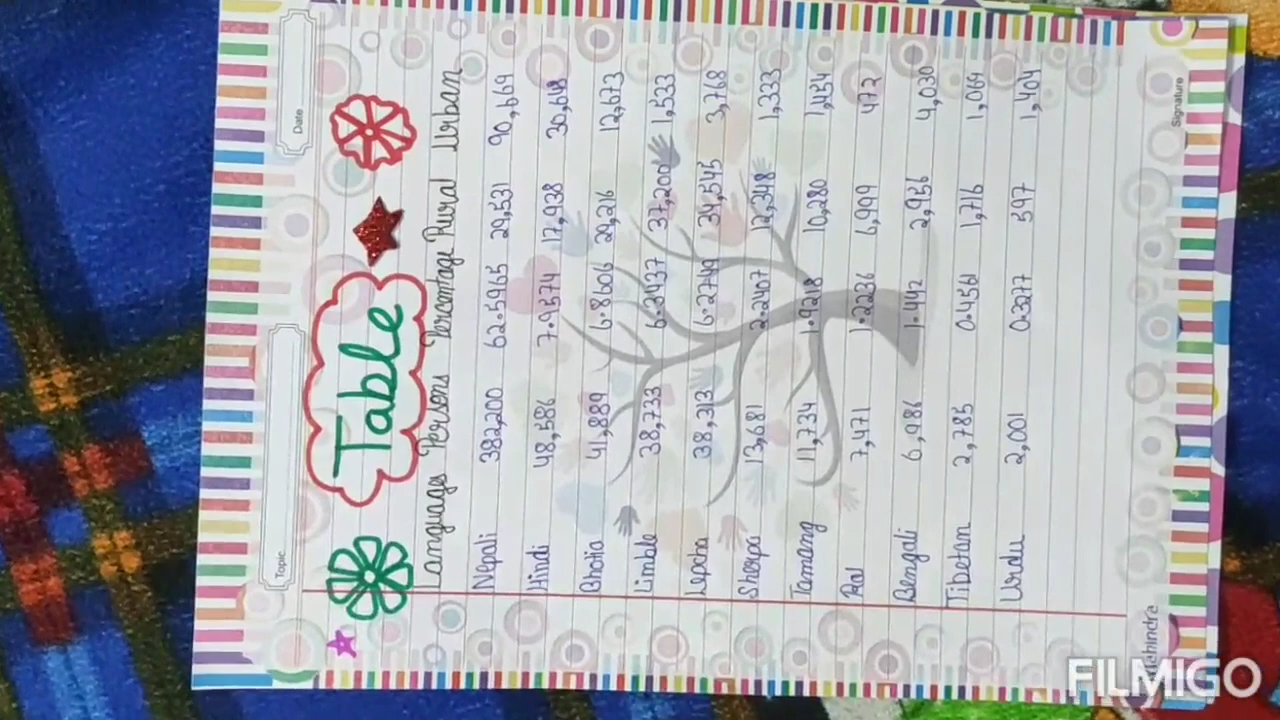 Date
Topic
Table
Language Persons Percentage Rural Urban
Nepali 382,200 62.5965 29,531 90,669
Hindi 48,586 7.9574 17,938 30,648
Bhotia 41,889 6.8606 29,216 12,673
Limble 38,733 6.3437 37,200 1,533
Lepcha 38,313 6.2749 34,545 3,768
Sherpa 13,681 2.2407 12,348 1,333
Tamang 11,734 1.9218 10,280 1,454
Rai 7,471 1.2236 6,999 472
Bengali 6,986 1.1442 2,956 4,030
Tibetan 2,785 0.4561 1,716 1,069
Urdu 2,001 0.3277 597 1,404
Signature
FILMIGO